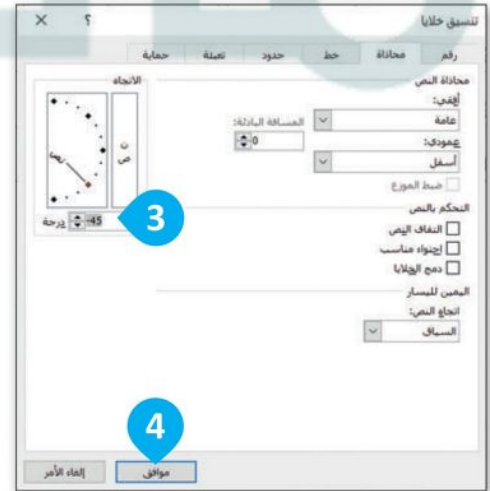 تنسيق خلايا ؟ ×
رقم محاذاة خط حدود تعبئة حماية
محاذاة النص
أفقي:
عامة
المسافة البادئة:
0
عمودي:
أسفل
ضبط الموزع
التحكم بالنص
التفاف النص
احتواء مناسب
دمج الخلايا
اليمين لليسار
اتجاه النص:
السياق
الاتجاه
ن
ص
نص
-45 درجة
3
4
موافق إلغاء الأمر